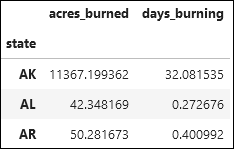 acres_burned days_burning
state
AK 11367.199362 32.081535
AL 42.348169 0.272676
AR 50.281673 0.400992